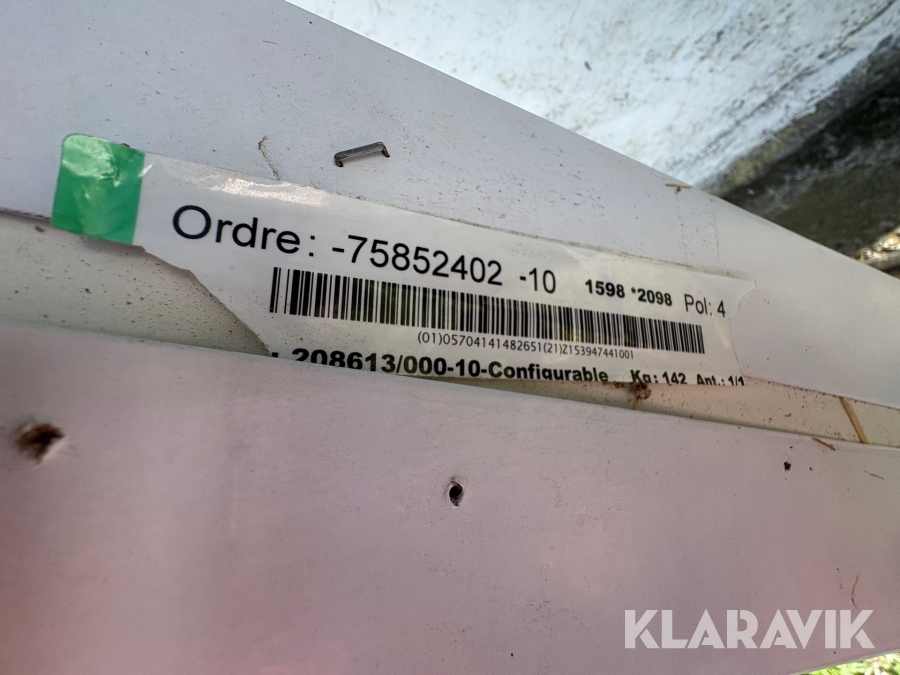 Ordre: -75852402 -10 1598 *2098 Pol: 4
(01)05704141482651(21)Z153947441001
208613/000-10-Configurable Kg: 142 Ant.: 1/1
KLARAVIK